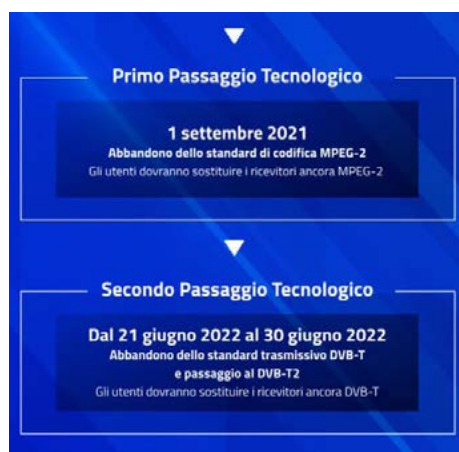 Primo Passaggio Tecnologico
1 settembre 2021
Abbandono dello standard di codifica MPEG-2
Gli utenti dovranno sostituire i ricevitori ancora MPEG-2
Secondo Passaggio Tecnologico
Dal 21 giugno 2022 al 30 giugno 2022
Abbandono dello standard trasmissivo DVB-T
e passaggio al DVB-T2
Gli utenti dovranno sostituire i ricevitori ancora DVB-T